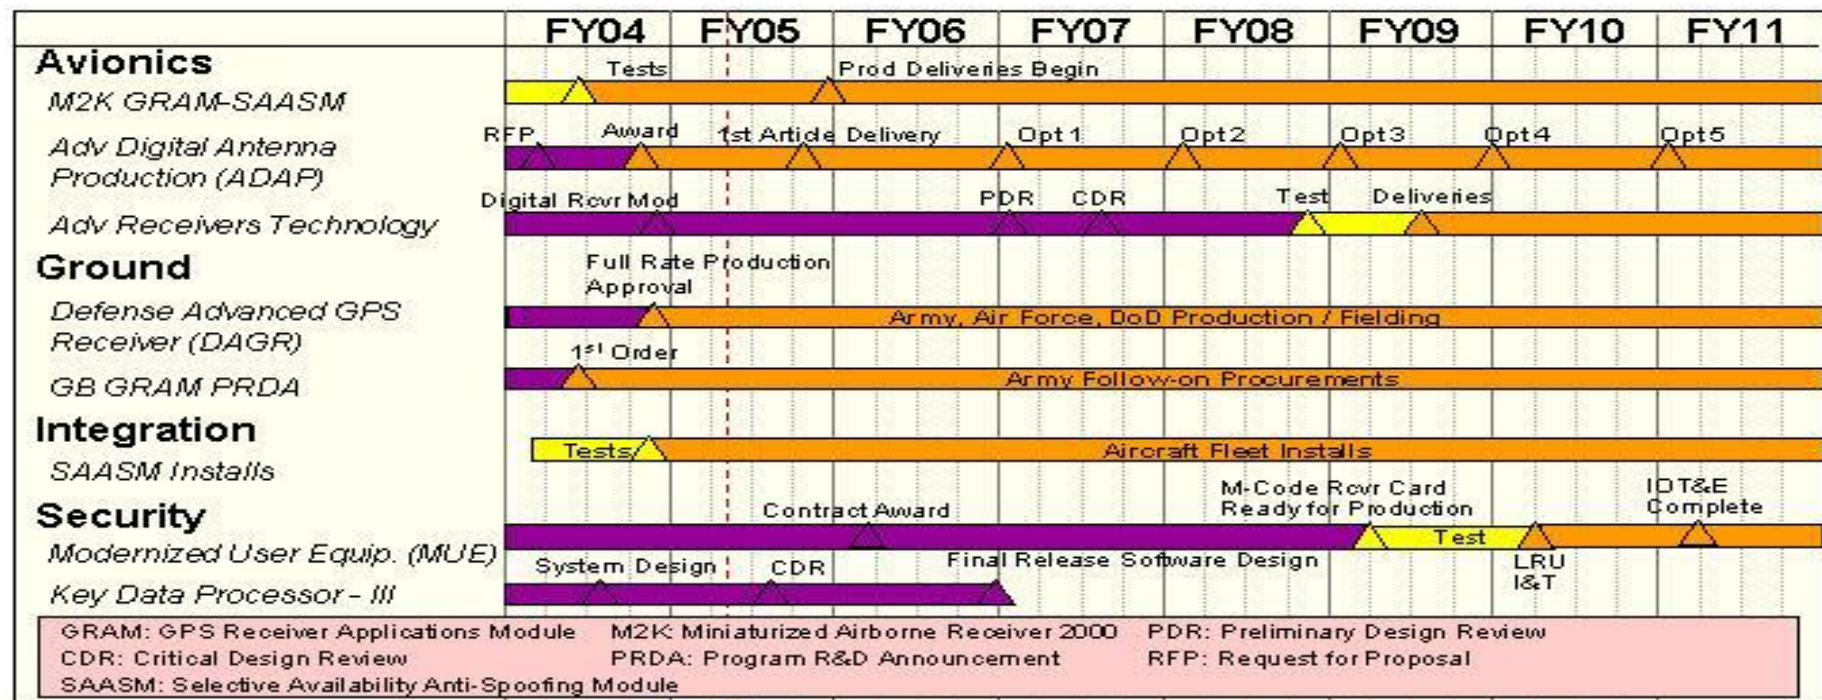 FY04 FY05 FY06 FY07 FY08 FY09 FY10 FY11
Avionics
Tests Prod Deliveries Begin
M2K GRAM-SAASM
RFP Award 1st Article Delivery Opt 1 Opt 2 Opt 3 Opt 4 Opt 5
Adv Digital Antenna
Production (ADAP)
Digital Rcvr Mod PDR CDR Test Deliveries
Adv Receivers Technology
Ground
Full Rate Production
Approval
Defense Advanced GPS
Receiver (DAGR)
Army, Air Force, DoD Production / Fielding
1st Order
GB GRAM PRDA
Army Follow-on Procurements
Integration
Tests Aircraft Fleet Installs
SAASM Installs
Security
Contract Award
M-Code Rcvr Card
Ready for Production
IOT&E
Complete
Modernized User Equip. (MUE)
Test
LRU
I&T
System Design CDR Final Release Software Design
Key Data Processor - III
GRAM: GPS Receiver Applications Module M2K: Miniaturized Airborne Receiver 2000 PDR: Preliminary Design Review
CDR: Critical Design Review PRDA: Program R&D Announcement RFP: Request for Proposal
SAASM: Selective Availability Anti-Spoofing Module